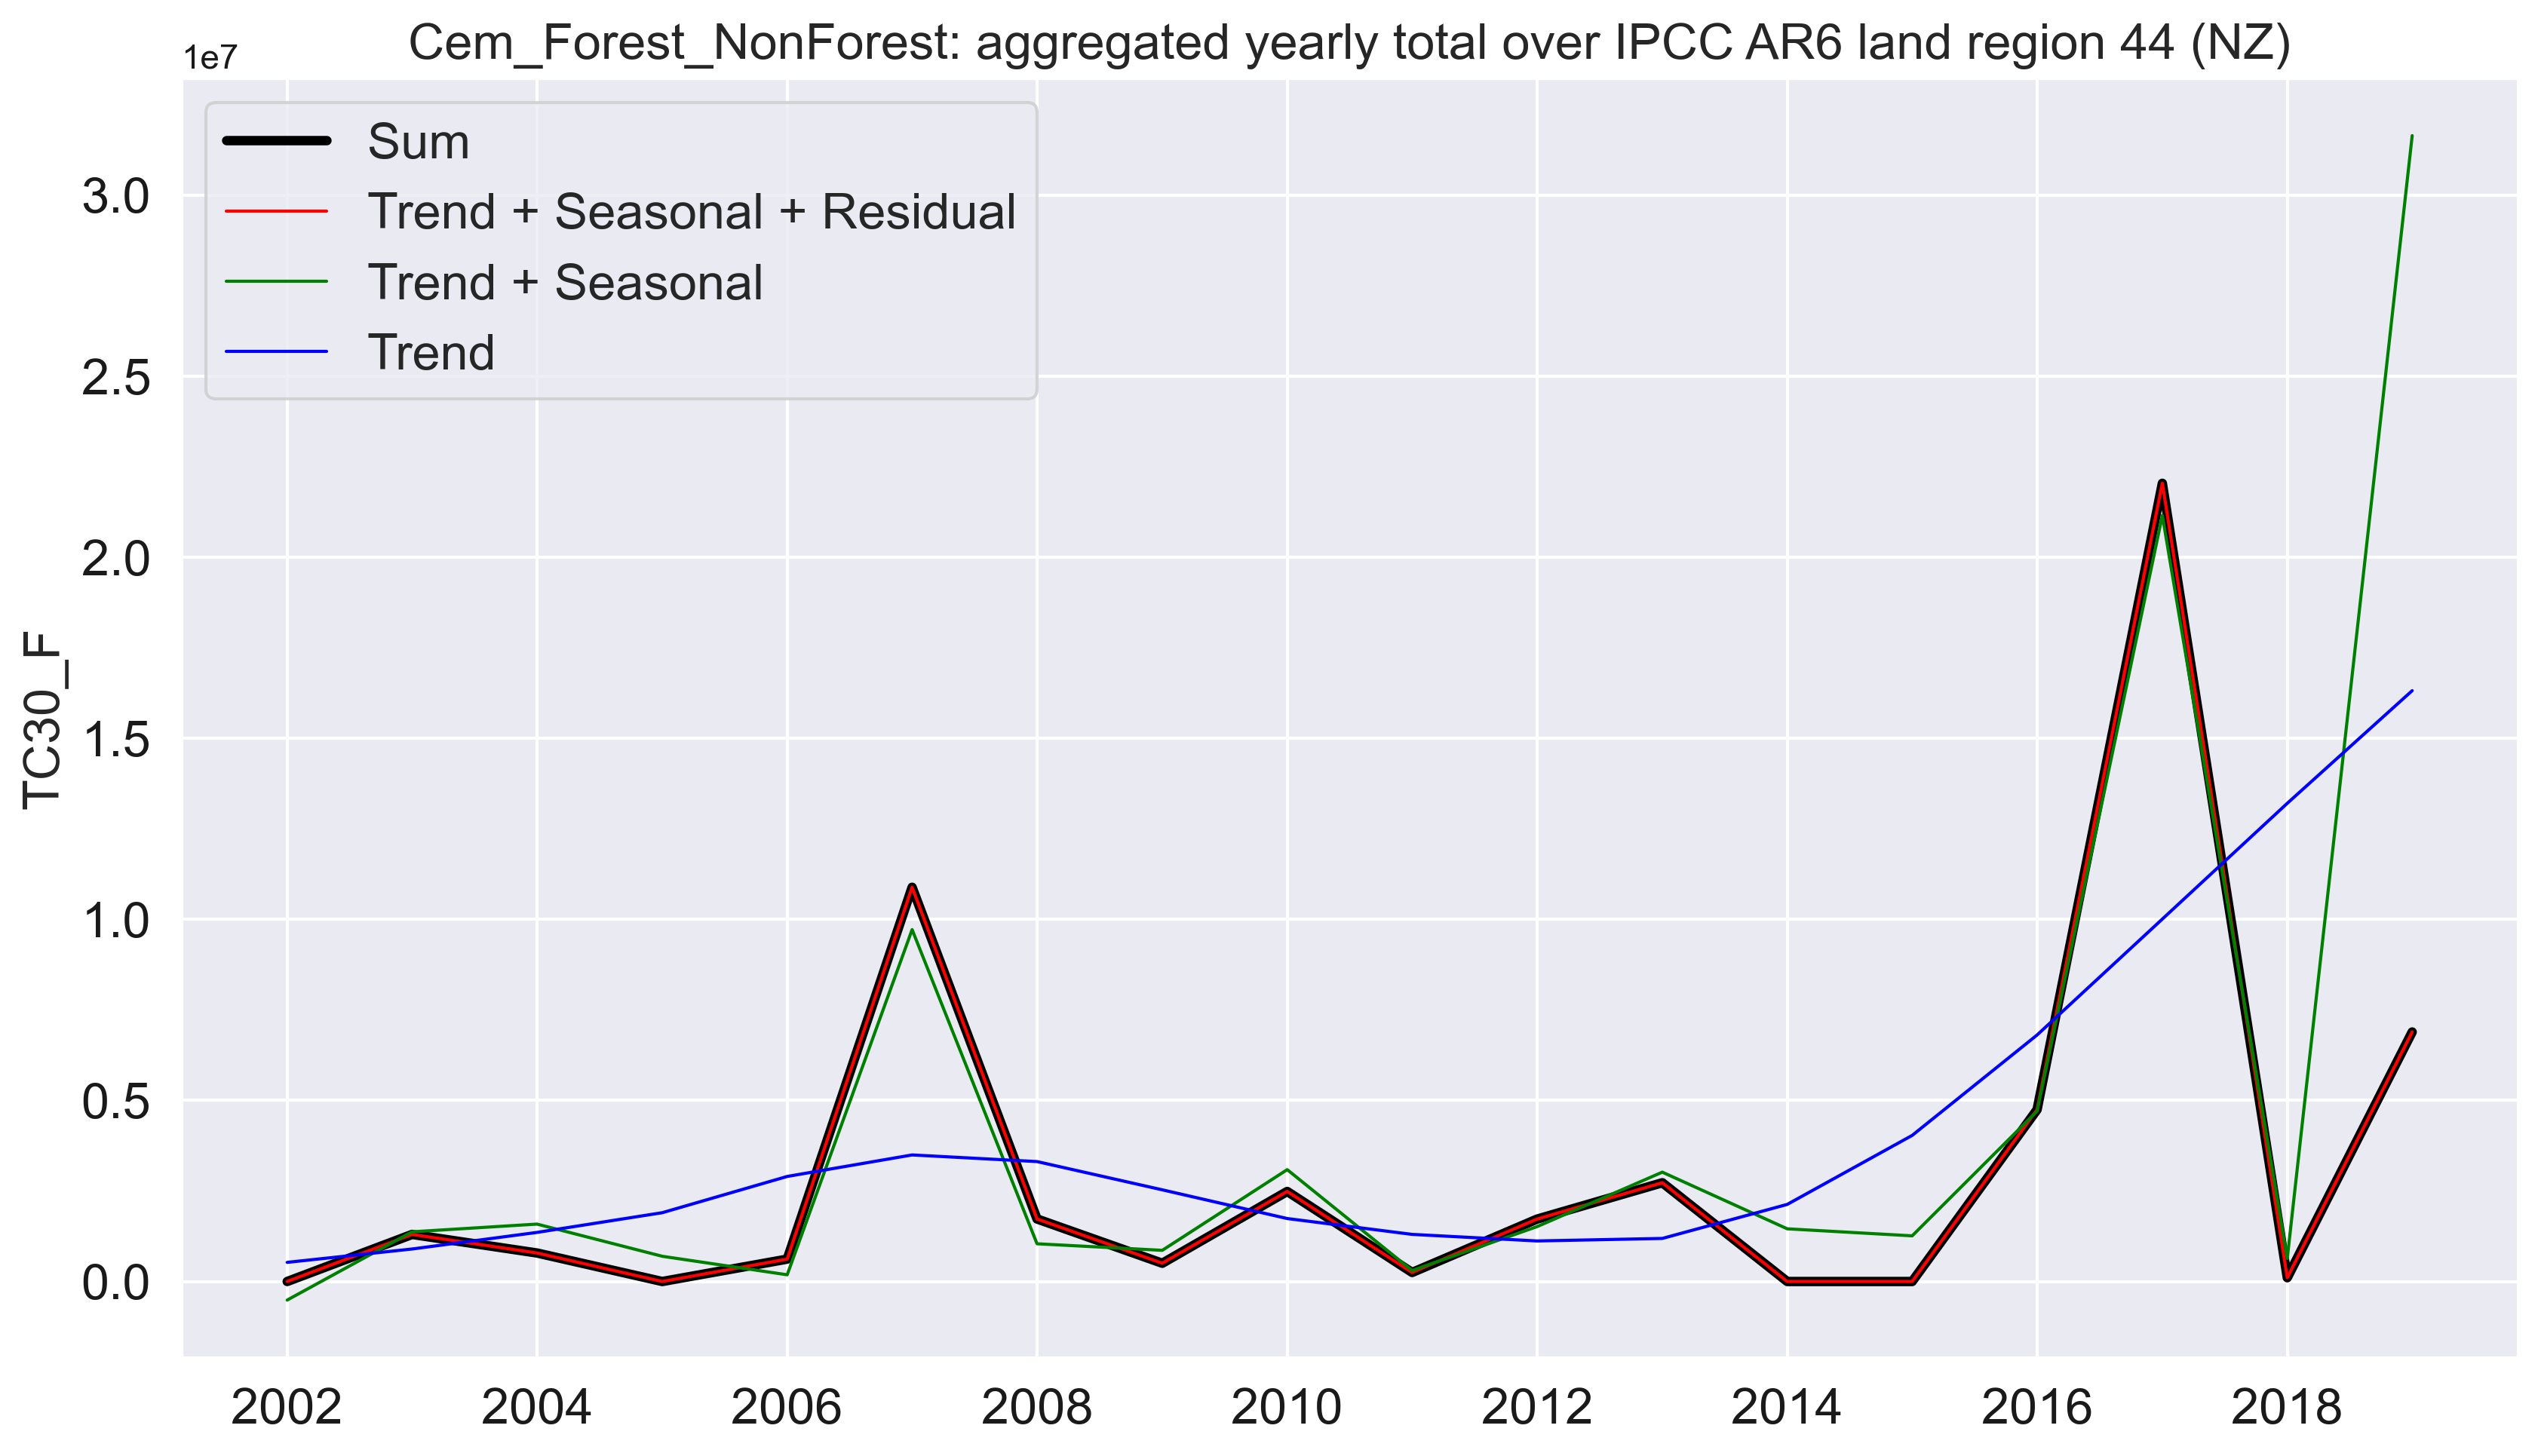 Cem_Forest_NonForest: aggregated yearly total over IPCC AR6 land region 44 (NZ)
1e7
Sum
Trend + Seasonal + Residual
Trend + Seasonal
Trend
3.0
2.5
2.0
1.5
1.0
0.5
0.0
TC30_F
2002 2004 2006 2008 2010 2012 2014 2016 2018